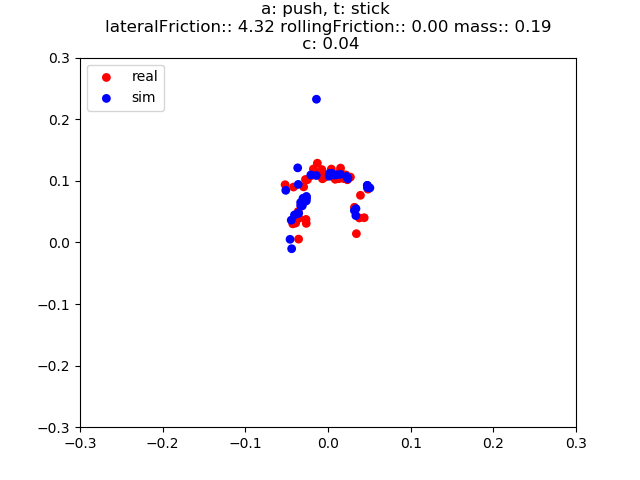 a: push, t: stick
lateralFriction:: 4.32 rollingFriction:: 0.00 mass:: 0.19
c: 0.04
real
sim
0.3
0.2
0.1
0.0
−0.1
−0.2
−0.3
−0.3
−0.2
−0.1
0.0
0.1
0.2
0.3